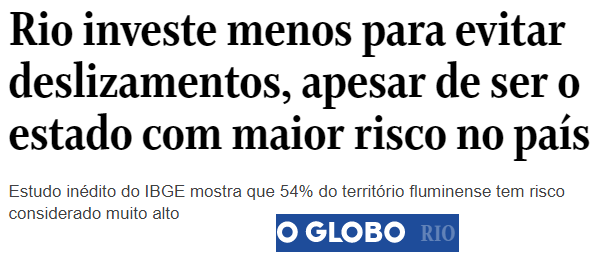 Rio investe menos para evitar
deslizamentos, apesar de ser o
estado com maior risco no país
Estudo inédito do IBGE mostra que 54% do território fluminense tem risco
considerado muito alto
O GLOBO RIO